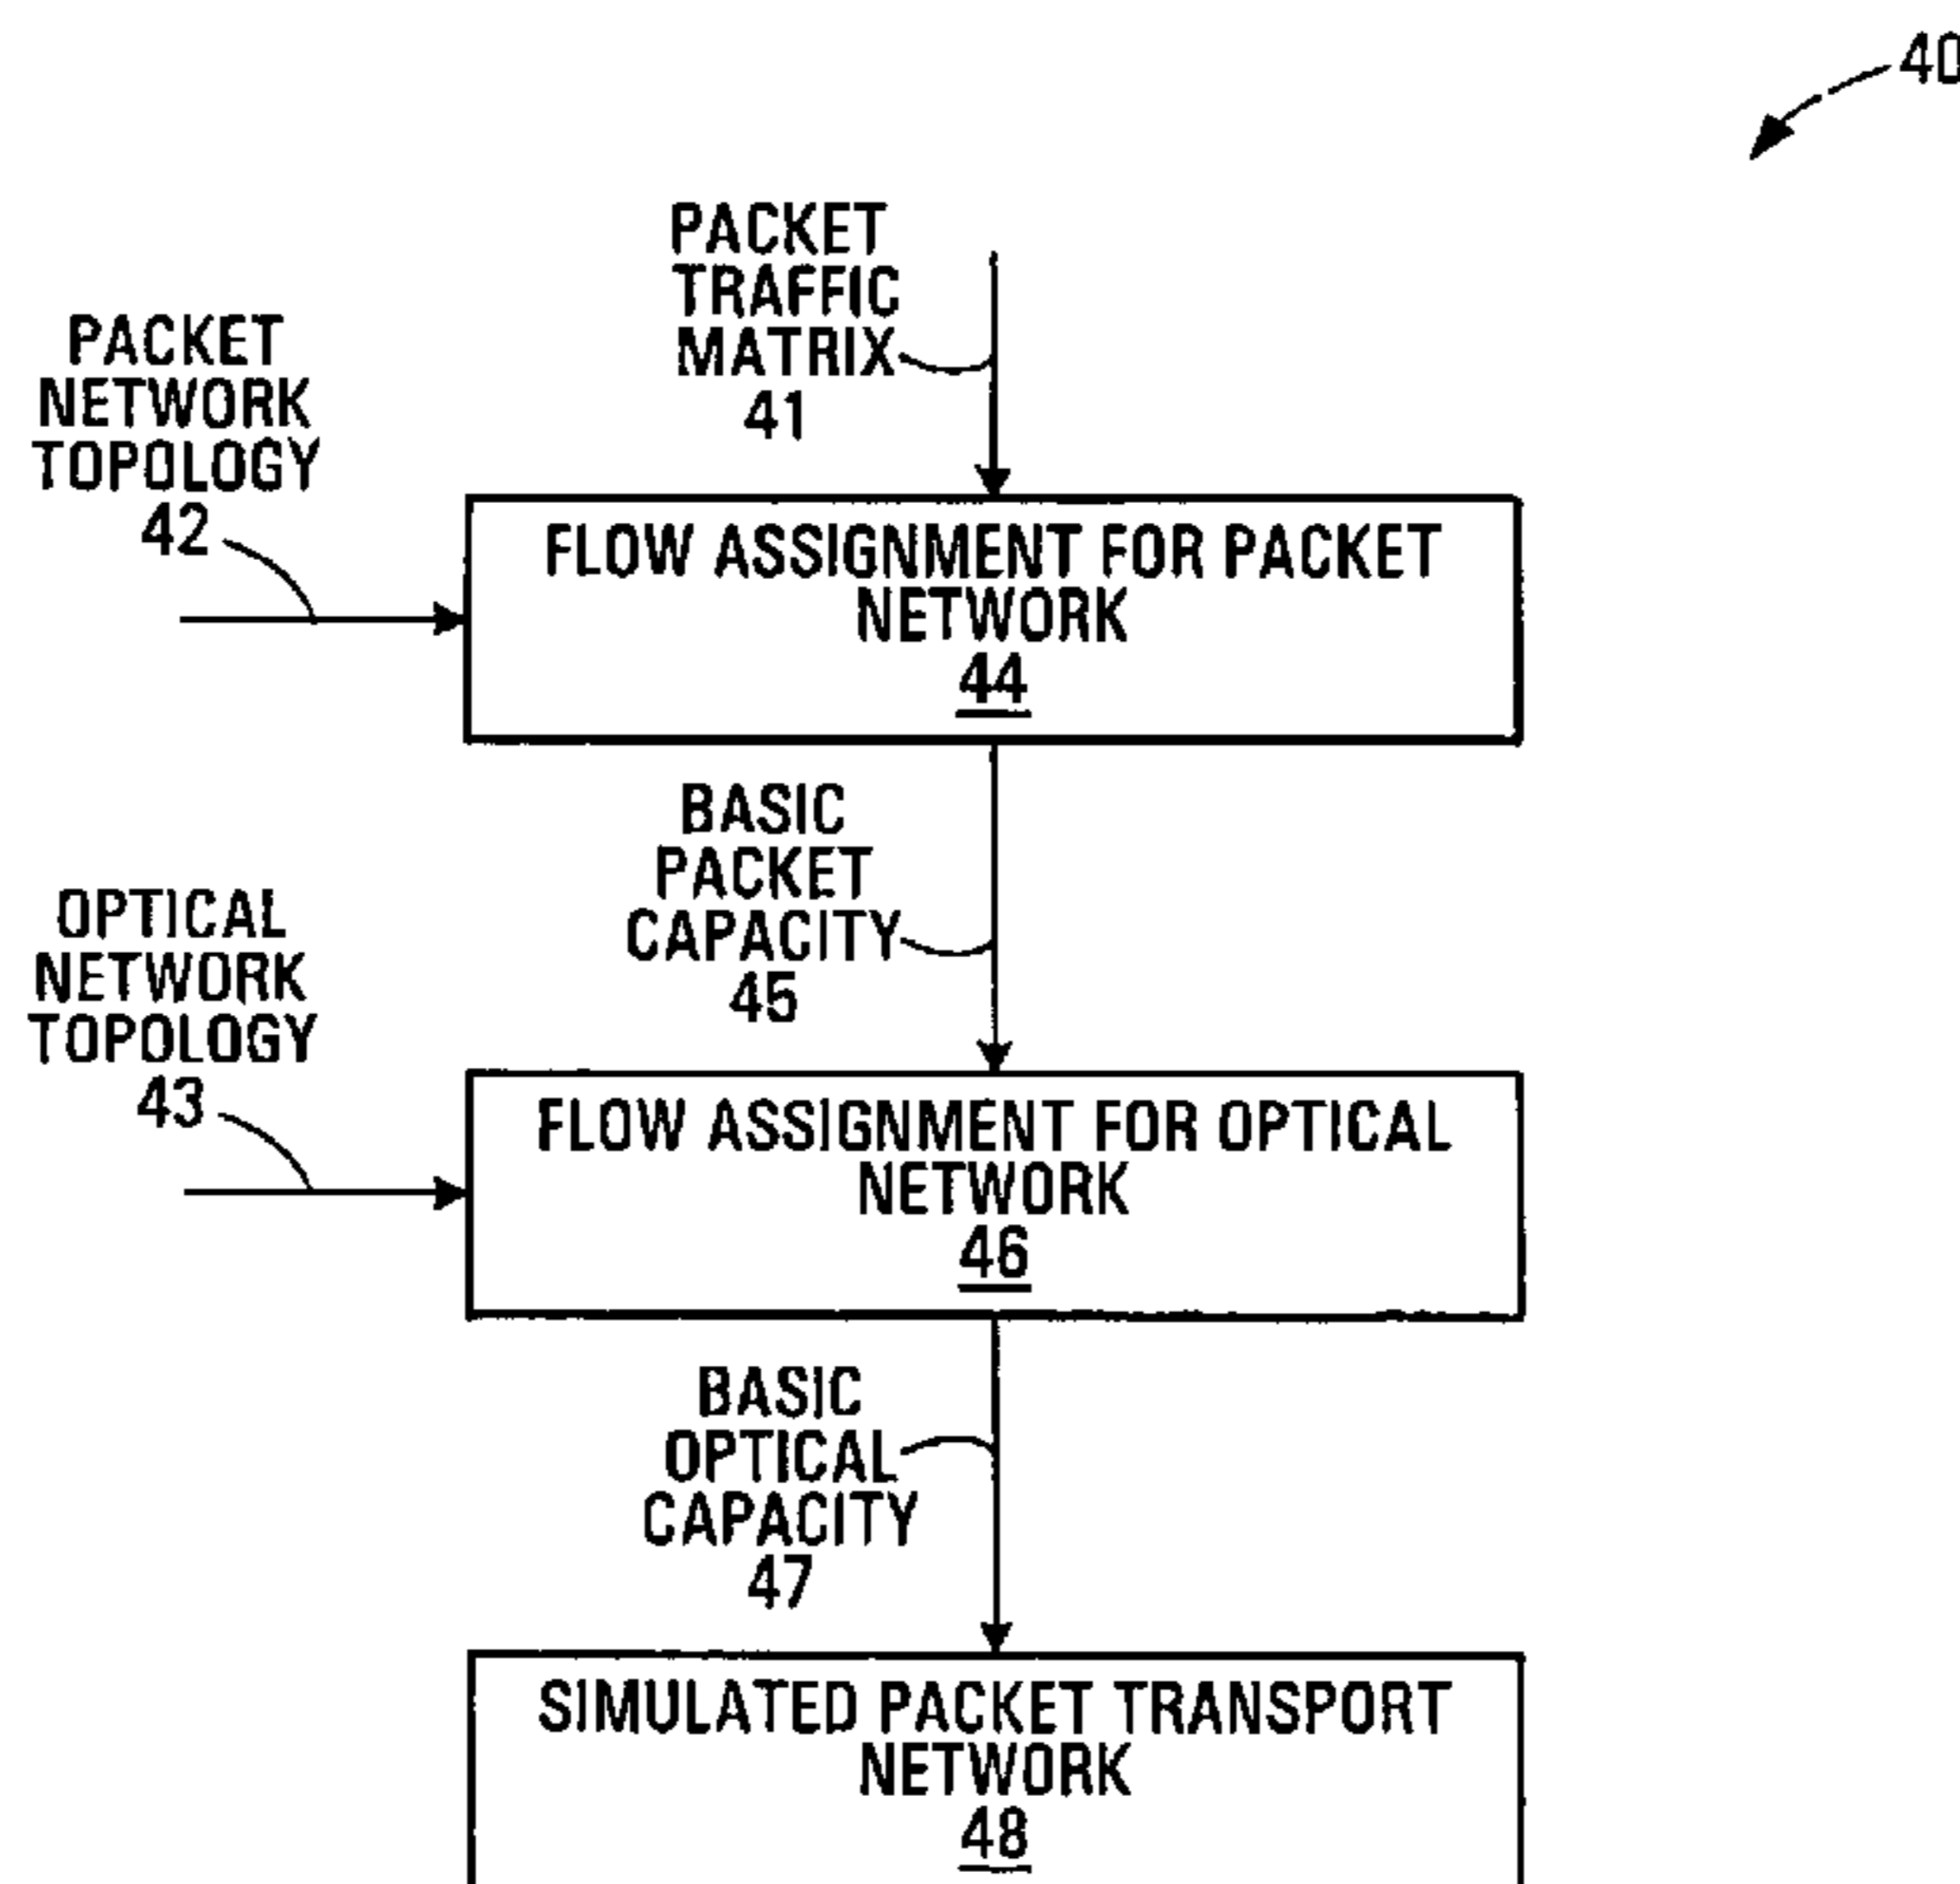 40
PACKET
TRAFFIC
MATRIX
41
PACKET
NETWORK
TOPOLOGY
42
FLOW ASSIGNMENT FOR PACKET
NETWORK
44
BASIC
PACKET
CAPACITY
45
OPTICAL
NETWORK
TOPOLOGY
43
FLOW ASSIGNMENT FOR OPTICAL
NETWORK
46
BASIC
OPTICAL
CAPACITY
47
SIMULATED PACKET TRANSPORT
NETWORK
48